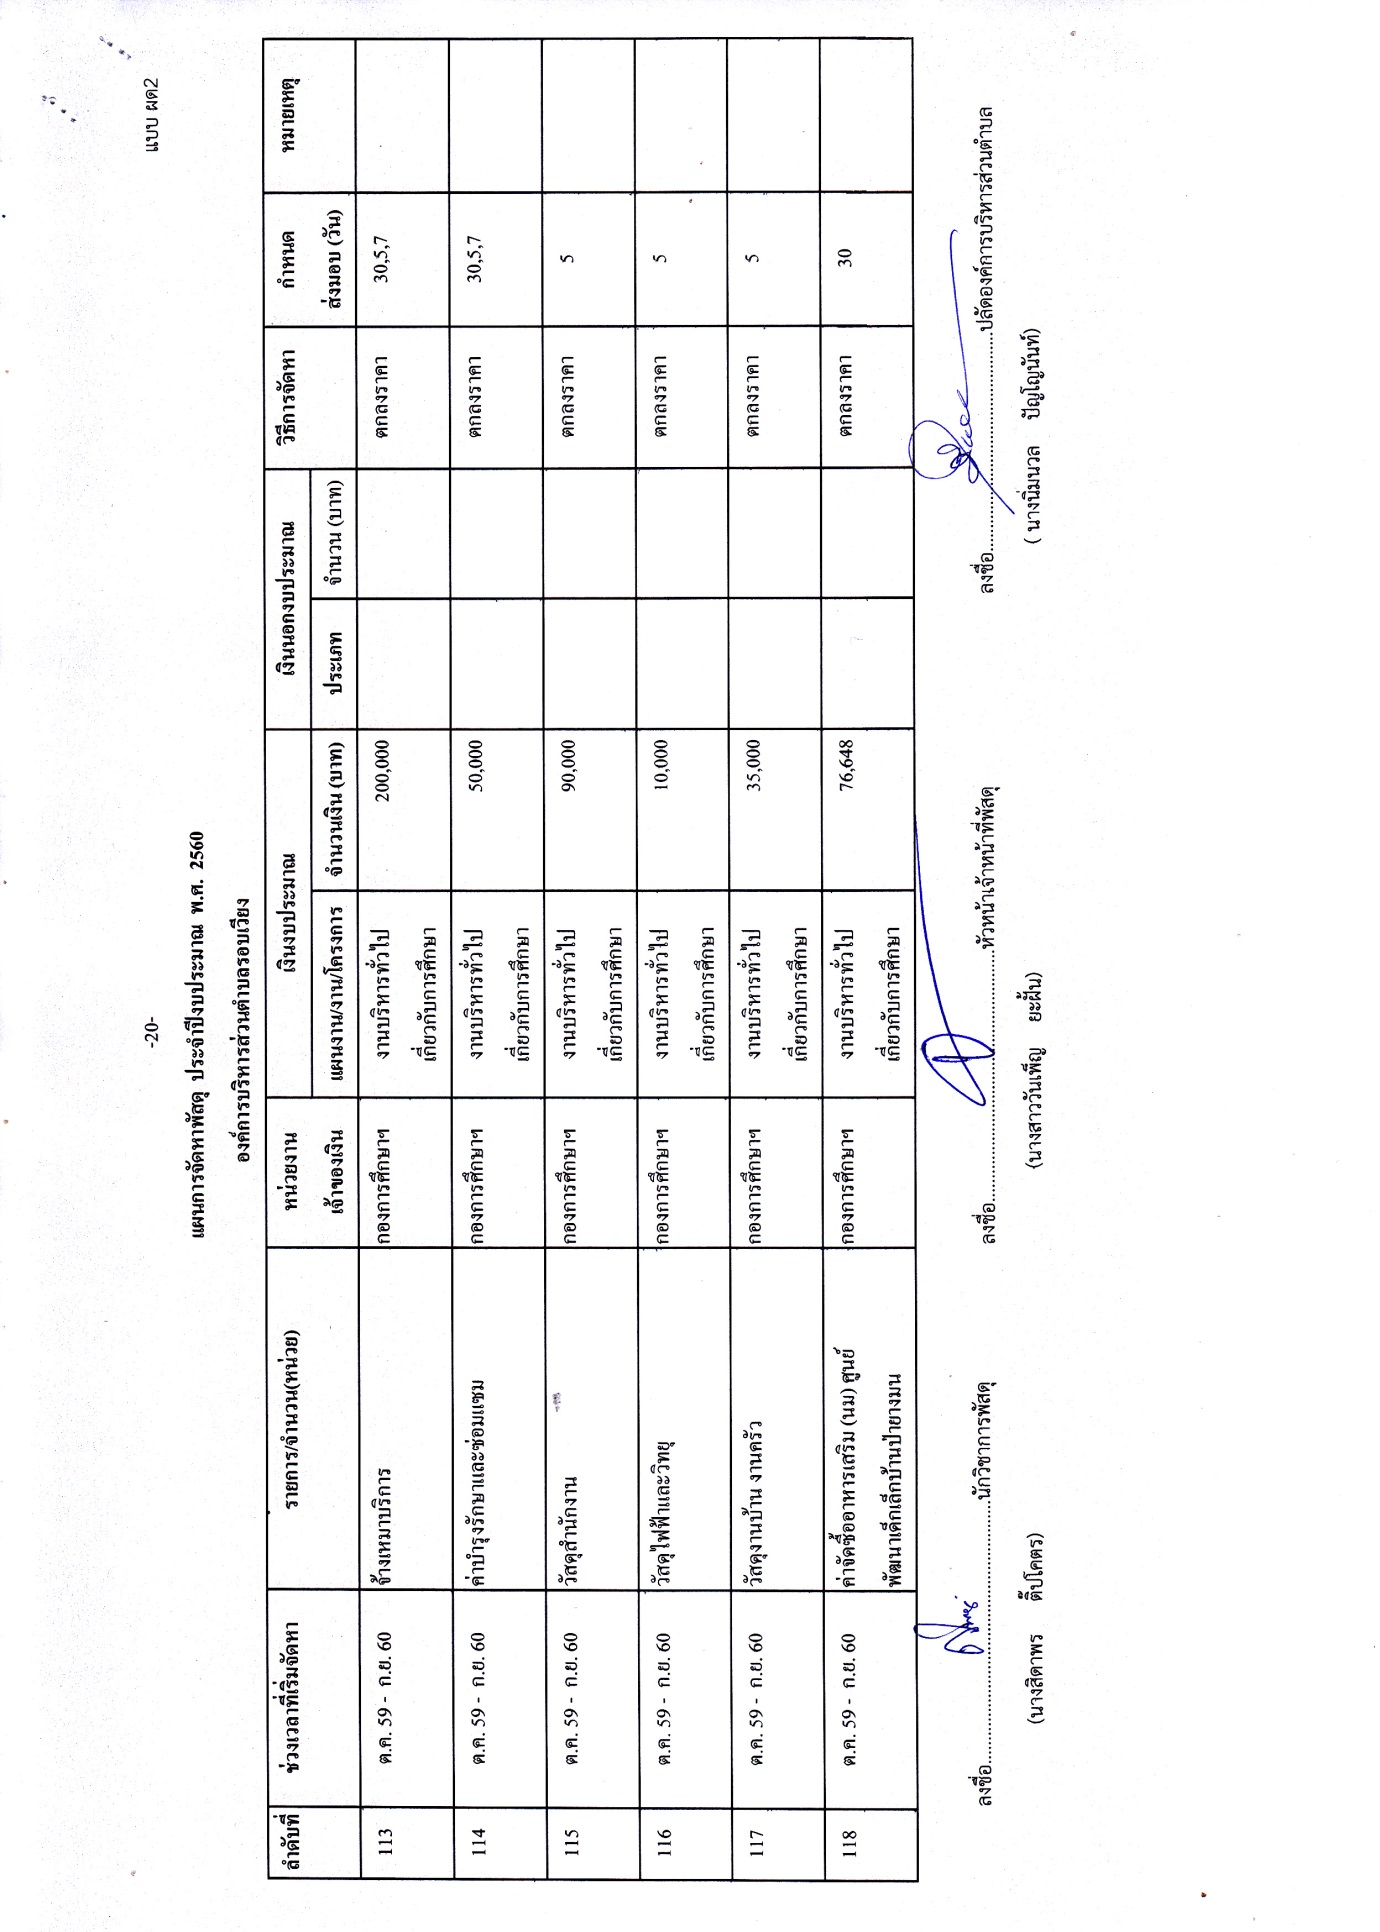 -20-
แบบ ผด2
แผนการจัดหาพัสดุ ประจำปีงบประมาณ พ.ศ. 2560
องค์การบริหารส่วนตำบลรอบเวียง
ลำดับที่ ช่วงเวลาที่เริ่มจัดหา รายการ/จำนวน(หน่วย) หน่วยงาน เงินงบประมาณ เงินนอกงบประมาณ วิธีการจัดหา กำหนด หมายเหตุ
เจ้าของเงิน แผนงาน/งาน/โครงการ จำนวนเงิน (บาท) ประเภท จำนวน (บาท) ส่งมอบ (วัน)
113 ต.ค. 59 - ก.ย. 60 จ้างเหมาบริการ กองการศึกษาฯ งานบริหารทั่วไป 200,000 ตกลงราคา 30,5,7
เกี่ยวกับการศึกษา
114 ต.ค. 59 - ก.ย. 60 ค่าบำรุงรักษาและซ่อมแซม กองการศึกษาฯ งานบริหารทั่วไป 50,000 ตกลงราคา 30,5,7
เกี่ยวกับการศึกษา
115 ต.ค. 59 - ก.ย. 60 วัสดุสำนักงาน กองการศึกษาฯ งานบริหารทั่วไป 90,000 ตกลงราคา 5
เกี่ยวกับการศึกษา
116 ต.ค. 59 - ก.ย. 60 วัสดุไฟฟ้าและวิทยุ กองการศึกษาฯ งานบริหารทั่วไป 10,000 ตกลงราคา 5
เกี่ยวกับการศึกษา
117 ต.ค. 59 - ก.ย. 60 วัสดุงานบ้าน งานครัว กองการศึกษาฯ งานบริหารทั่วไป 35,000 ตกลงราคา 5
เกี่ยวกับการศึกษา
118 ต.ค. 59 - ก.ย. 60 ค่าจัดซื้ออาหารเสริม (นม) ศูนย์ กองการศึกษาฯ งานบริหารทั่วไป 76,648 ตกลงราคา 30
พัฒนาเด็กเล็กบ้านป่ายางมน เกี่ยวกับการศึกษา
ลงชื่อ.......................................นักวิชาการพัสดุ ลงชื่อ.......................................หัวหน้าเจ้าหน้าที่พัสดุ ลงชื่อ.......................................ปลัดองค์การบริหารส่วนตำบล
(นางสิดาพร ติ๊บโคตร) (นางสาววันเพ็ญ ยะฝั้น) ( นางนิ่มนวล ปัญโญนันท์)